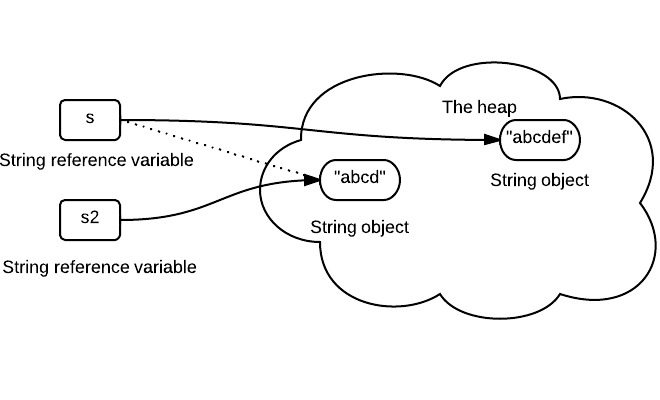 The heap
s
"abcdef"
String reference variable
"abcd"
String object
s2
String object
String reference variable